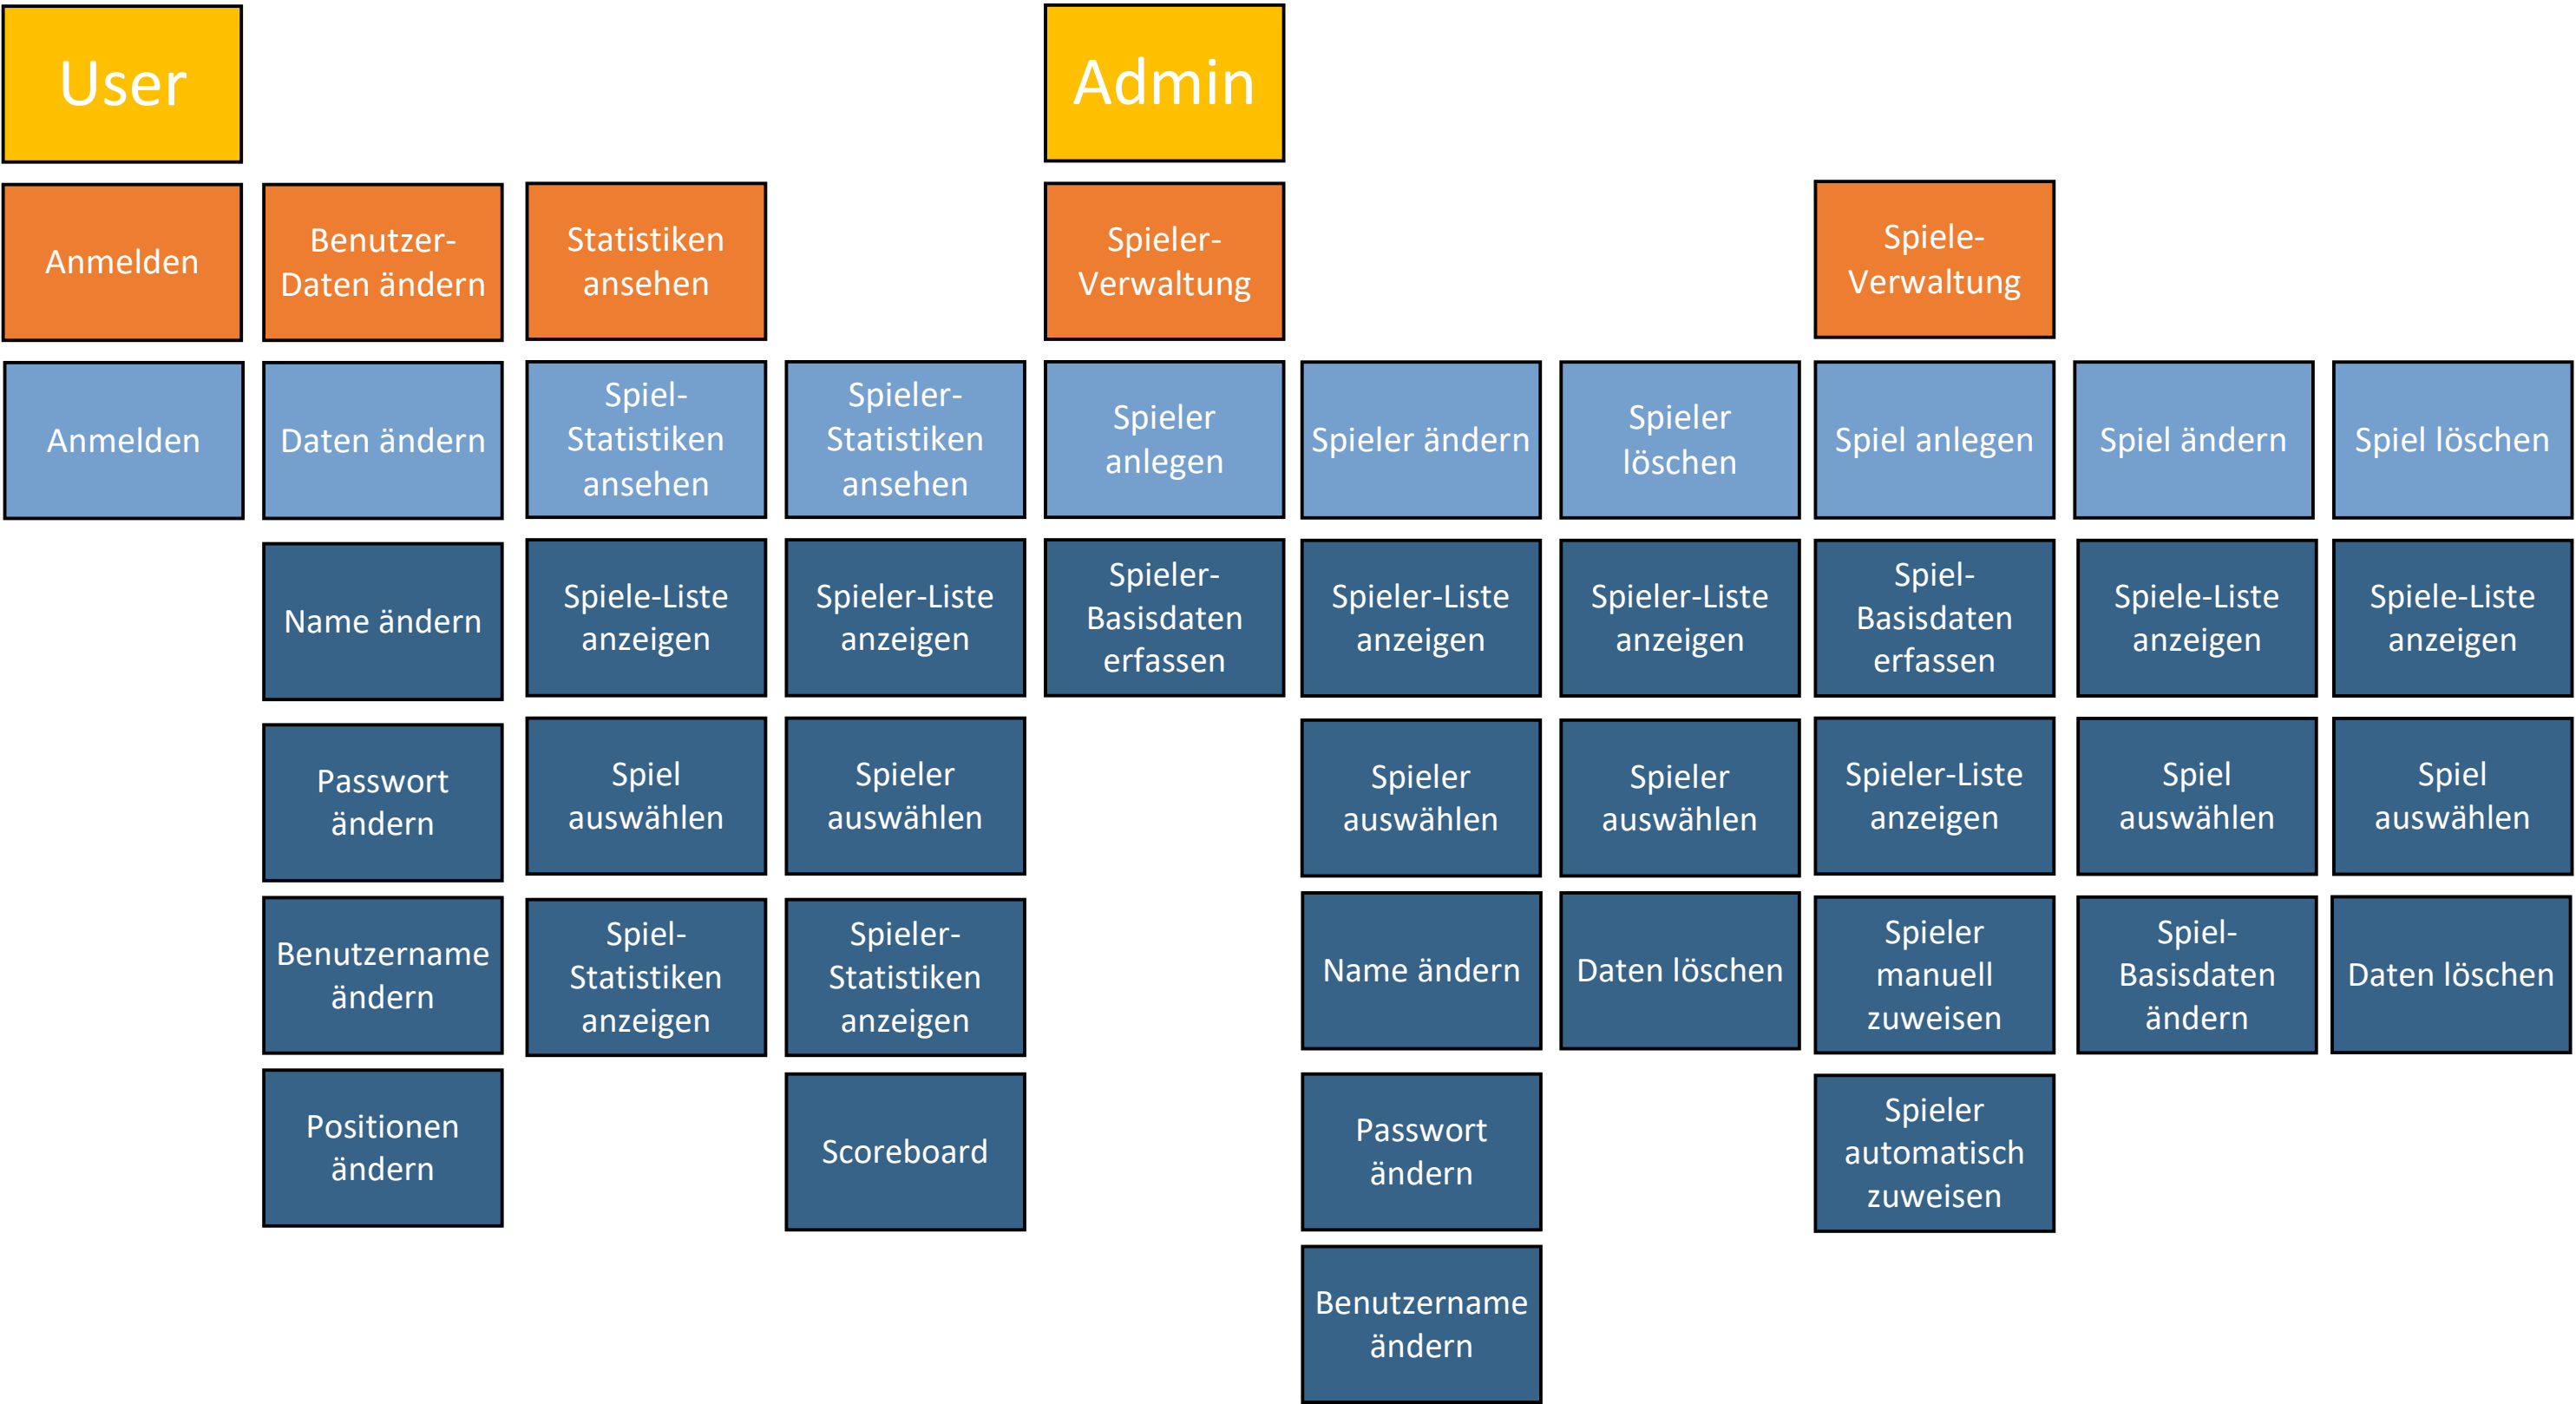 User
Admin
Anmelden
Benutzer-
Daten ändern
Statistiken
ansehen
Spieler-
Verwaltung
Spiele-
Verwaltung
Anmelden
Daten ändern
Spiel-
Statistiken
ansehen
Spieler-
Statistiken
ansehen
Spieler
anlegen
Spieler ändern
Spieler
löschen
Spiel anlegen
Spiel ändern
Spiel löschen
Name ändern
Spiele-Liste
anzeigen
Spieler-Liste
anzeigen
Spieler-
Basisdaten
erfassen
Spieler-Liste
anzeigen
Spieler-Liste
anzeigen
Spiel-
Basisdaten
erfassen
Spiele-Liste
anzeigen
Spiele-Liste
anzeigen
Passwort
ändern
Spiel
auswählen
Spieler
auswählen
Spieler
auswählen
Spieler
auswählen
Spieler-Liste
anzeigen
Spiel
auswählen
Spiel
auswählen
Benutzername
ändern
Spiel-
Statistiken
anzeigen
Spieler-
Statistiken
anzeigen
Name ändern
Daten löschen
Spieler
manuell
zuweisen
Spiel-
Basisdaten
ändern
Daten löschen
Positionen
ändern
Scoreboard
Passwort
ändern
Spieler
automatisch
zuweisen
Benutzername
ändern